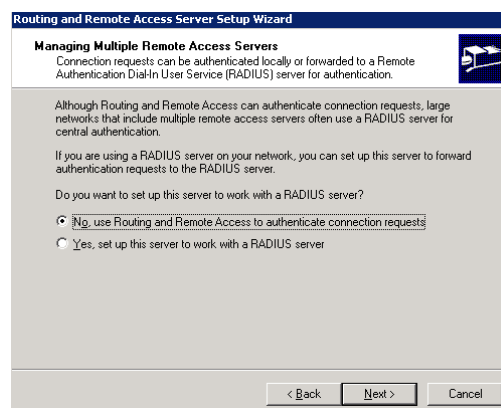 Routing and Remote Access Server Setup Wizard
Managing Multiple Remote Access Servers
Connection requests can be authenticated locally or forwarded to a Remote
Authentication Dial-In User Service (RADIUS) server for authentication.
Although Routing and Remote Access can authenticate connection requests, large
networks that include multiple remote access servers often use a RADIUS server for
central authentication.
If you are using a RADIUS server on your network, you can set up this server to forward
authentication requests to the RADIUS server.
Do you want to set up this server to work with a RADIUS server?
No, use Routing and Remote Access to authenticate connection requests
Yes, set up this server to work with a RADIUS server
< Back
Next >
Cancel